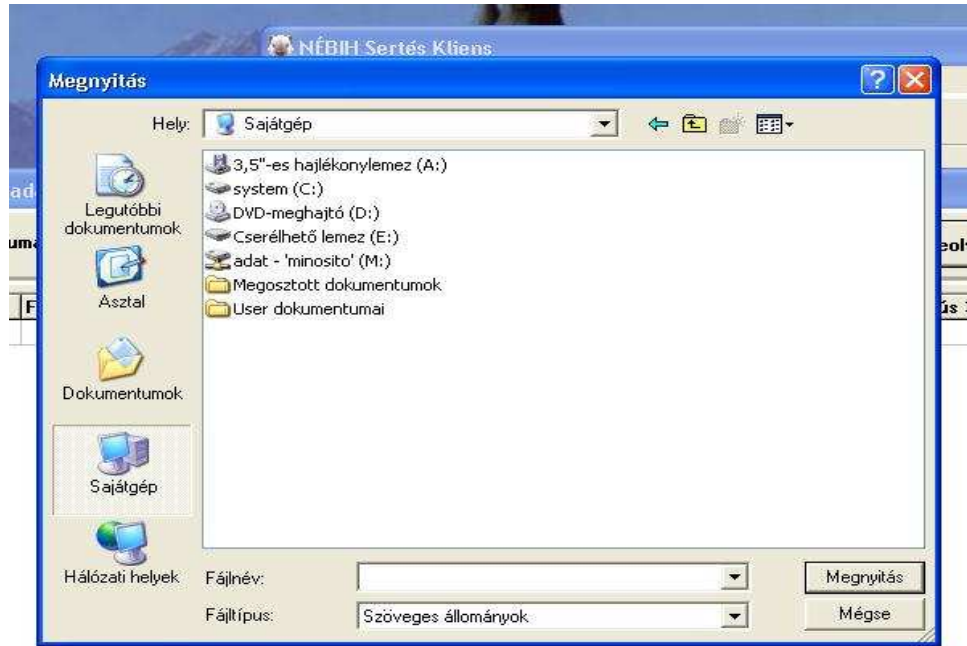 NÉBIH Sertés Kliens
Megnyitás
Hely:
Sajátgép
Legutóbbi
dokumentumok
Asztal
Dokumentumok
Sajátgép
Hálózati helyek
3,5"-es hajlékonylemez (A:)
system (C:)
DVD-meghajtó (D:)
Cserélhető lemez (E:)
adat - 'minosito' (M:)
Megosztott dokumentumok
User dokumentumai
Fájlnév:
Megnyitás
Fájltípus:
Szöveges állományok
Mégse